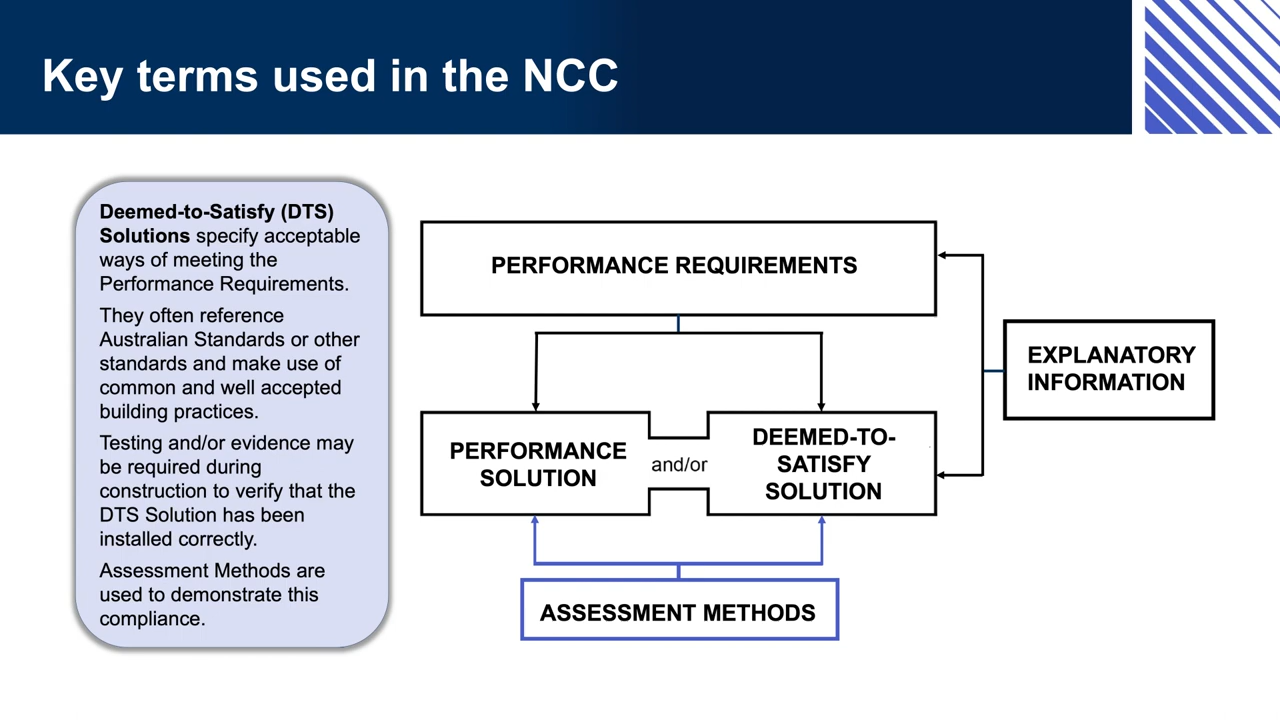 Key terms used in the NCC
Deemed-to-Satisfy (DTS)
Solutions specify acceptable
ways of meeting the
Performance Requirements.
They often reference
Australian Standards or other
standards and make use of
common and well accepted
building practices.
Testing and/or evidence may
be required during
construction to verify that the
DTS Solution has been
installed correctly.
Assessment Methods are
used to demonstrate this
compliance.
PERFORMANCE REQUIREMENTS
EXPLANATORY
INFORMATION
PERFORMANCE
SOLUTION
and/or
DEEMED-TO-
SATISFY
SOLUTION
ASSESSMENT METHODS